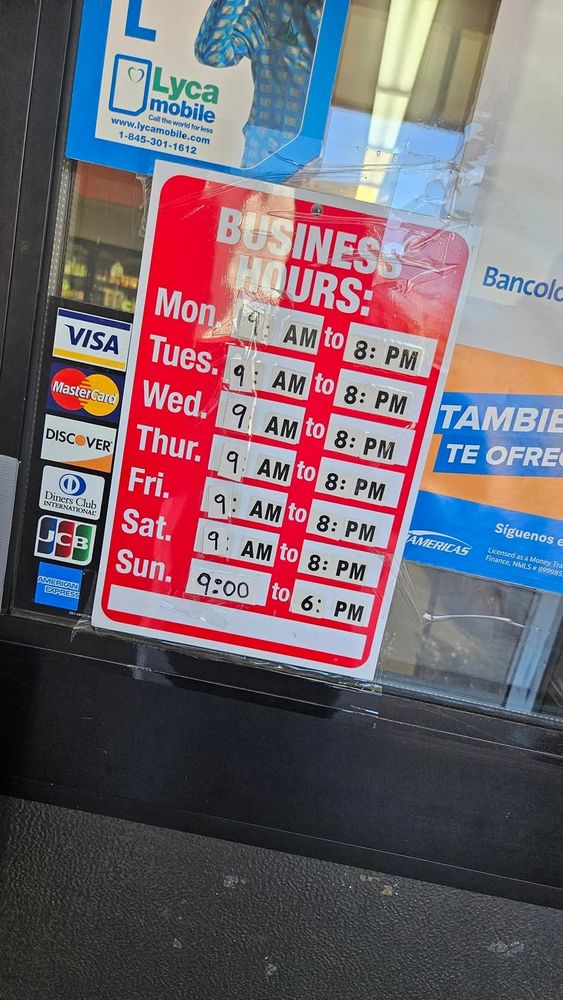 L
Lyca
mobile
Call the world for less
www.lycamobile.com
1-845-301-1612
BUSINESS
HOURS:
Mon. 9: AM to 8: PM
Tues. 9: AM to 8: PM
Wed. 9 AM to 8: PM
Thur. 9: AM to 8: PM
Fri. 9: AM to 8: PM
Sat. 9: AM to 8: PM
Sun. 9:00 to 6: PM
VISA
MasterCard
DISCOVER
Diners Club
INTERNATIONAL
JCB
AMERICAN
EXPRESS
Bancolo
TAMBIE
TE OFREC
Síguenos e
AMERICAS
Licensed as a Money Tra
Finance, NMLS # 89998